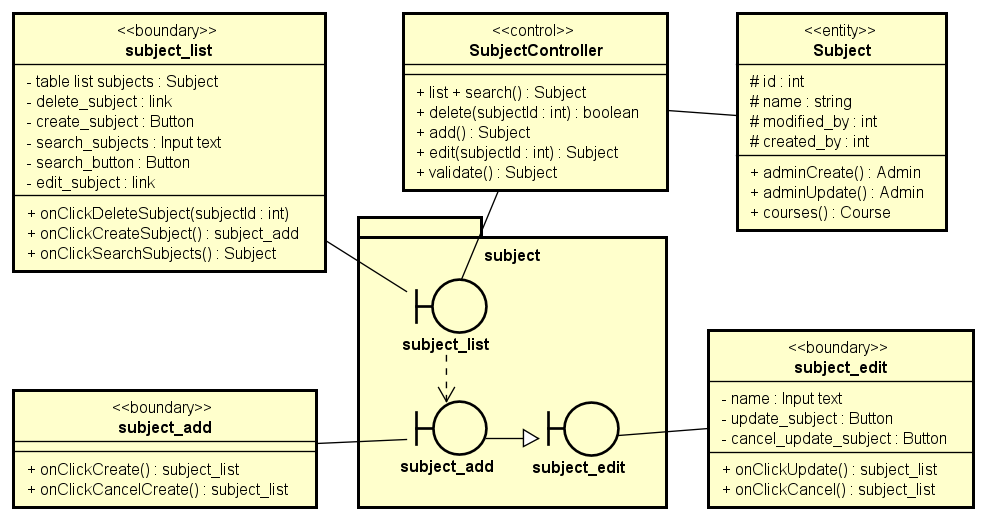 <<boundary>>
subject_list
- table list subjects : Subject
- delete_subject : link
- create_subject : Button
- search_subjects : Input text
- search_button : Button
- edit_subject : link
+ onClickDeleteSubject(subjectId : int)
+ onClickCreateSubject() : subject_add
+ onClickSearchSubjects() : Subject
<<control>>
SubjectController
+ list + search() : Subject
+ delete(subjectId : int) : boolean
+ add() : Subject
+ edit(subjectId : int) : Subject
+ validate() : Subject
<<entity>>
Subject
# id : int
# name : string
# modified_by : int
# created_by : int
+ adminCreate() : Admin
+ adminUpdate() : Admin
+ courses() : Course
subject
subject_list
subject_add
subject_edit
<<boundary>>
subject_add
+ onClickCreate() : subject_list
+ onClickCancelCreate() : subject_list
<<boundary>>
subject_edit
- name : Input text
- update_subject : Button
- cancel_update_subject : Button
+ onClickUpdate() : subject_list
+ onClickCancel() : subject_list